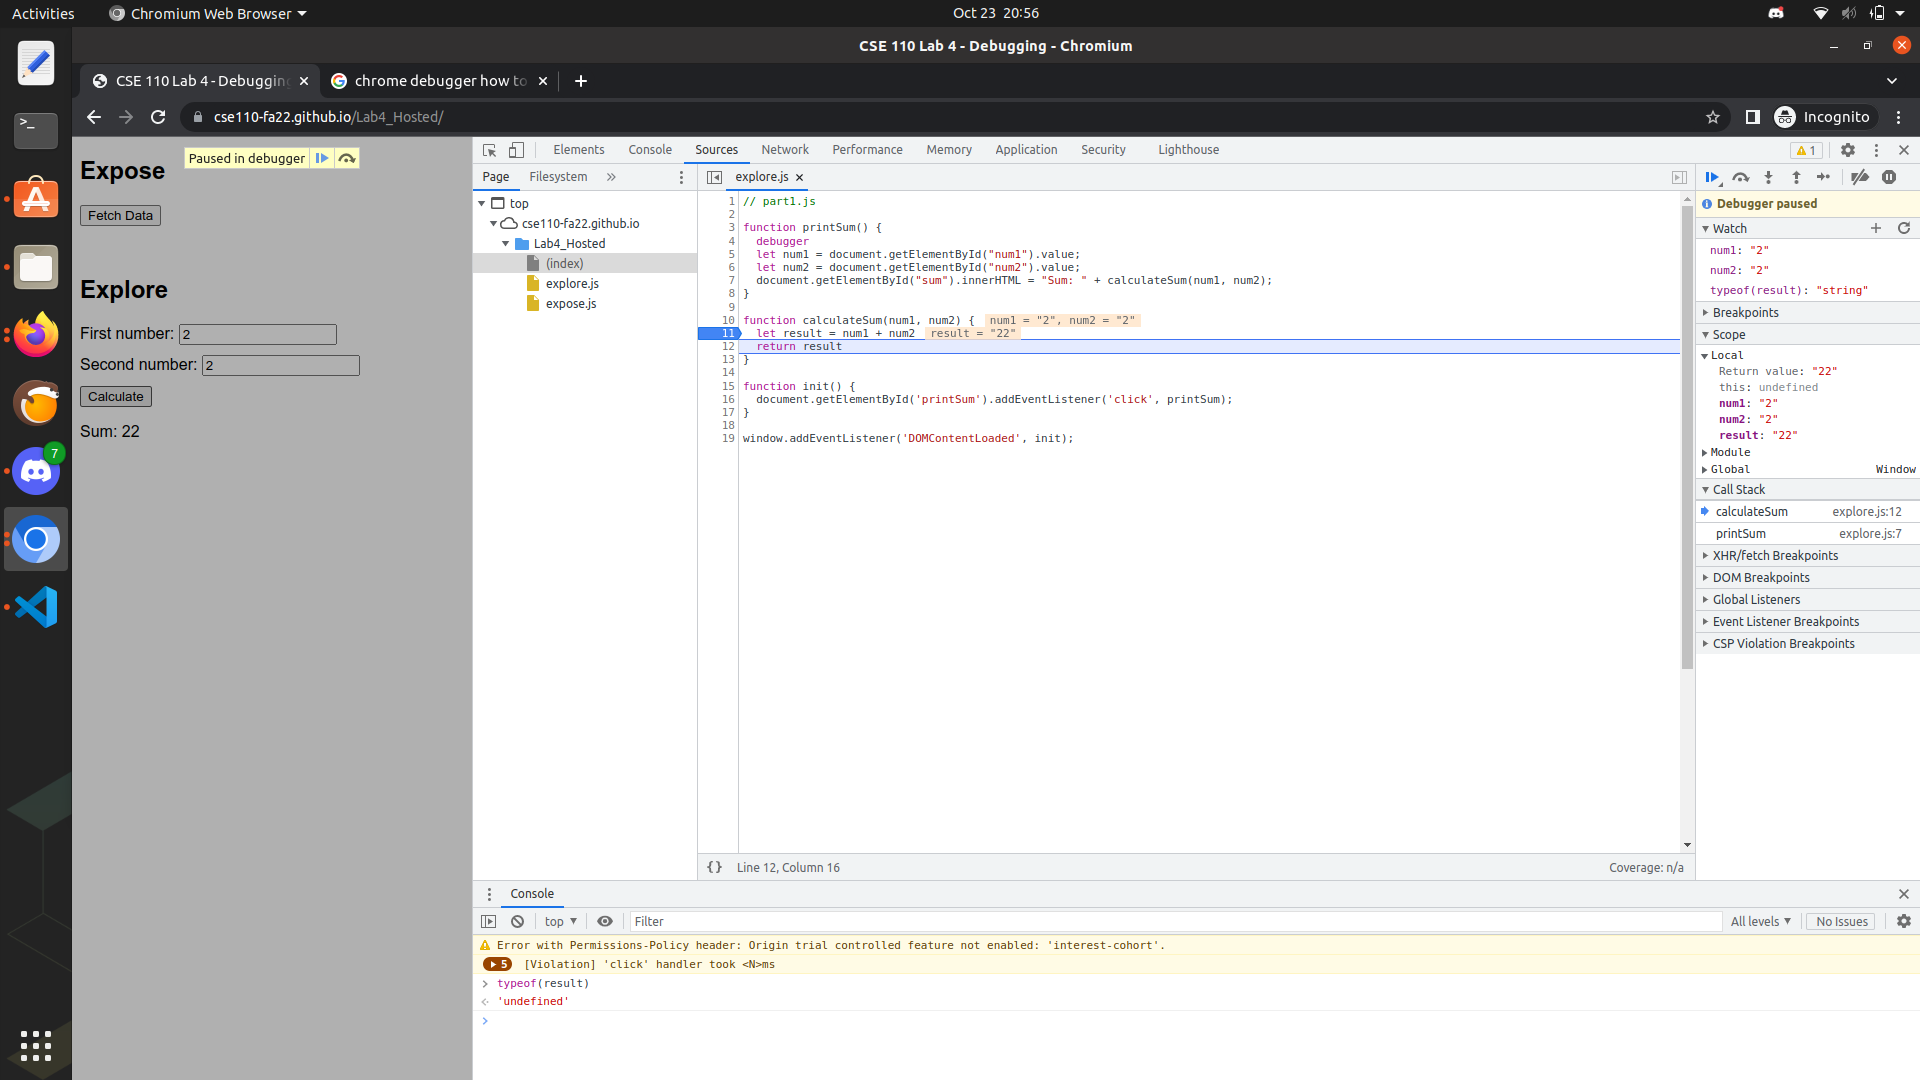 Activities
Chromium Web Browser
Oct 23 20:56
CSE 110 Lab 4 - Debugging - Chromium
CSE 110 Lab 4 - Debugging
chrome debugger how to
cse110-fa22.github.io/Lab4_Hosted/
Incognito
Expose
Paused in debugger
Fetch Data
Explore
First number: 2
Second number: 2
Calculate
Sum: 22
7
Elements Console Sources Network Performance Memory Application Security Lighthouse
1
Page Filesystem
top
cse110-fa22.github.io
Lab4_Hosted
(index)
explore.js
expose.js
explore.js
1 // part1.js
2
3 function printSum() {
4 debugger
5 let num1 = document.getElementById("num1").value;
6 let num2 = document.getElementById("num2").value;
7 document.getElementById("sum").innerHTML = "Sum: " + calculateSum(num1, num2);
8 }
9
10 function calculateSum(num1, num2) { num1 = "2", num2 = "2"
11 let result = num1 + num2 result = "22"
12 return result
13 }
14
15 function init() {
16 document.getElementById('printSum').addEventListener('click', printSum);
17 }
18
19 window.addEventListener('DOMContentLoaded', init);
{} Line 12, Column 16
Coverage: n/a
Debugger paused
Watch
num1: "2"
num2: "2"
typeof(result): "string"
Breakpoints
Scope
Local
Return value: "22"
this: undefined
num1: "2"
num2: "2"
result: "22"
Module
Global Window
Call Stack
calculateSum explore.js:12
printSum explore.js:7
XHR/fetch Breakpoints
DOM Breakpoints
Global Listeners
Event Listener Breakpoints
CSP Violation Breakpoints
Console
top
Filter
All levels
No Issues
Error with Permissions-Policy header: Origin trial controlled feature not enabled: 'interest-cohort'.
5 [Violation] 'click' handler took <N>ms
> typeof(result)
'undefined'
>